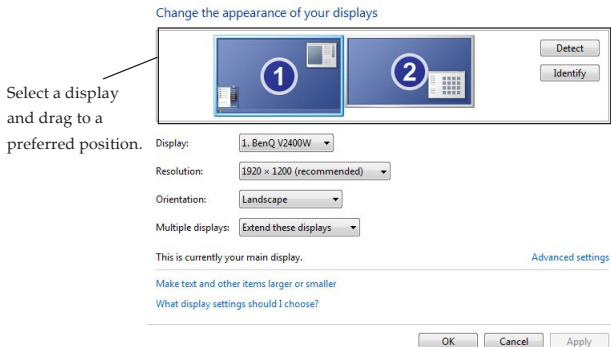 Change the appearance of your displays
1
2
Detect
Identify
Select a display
and drag to a
preferred position.
Display: 1. BenQ V2400W
Resolution: 1920 × 1200 (recommended)
Orientation: Landscape
Multiple displays: Extend these displays
This is currently your main display. Advanced settings
Make text and other items larger or smaller
What display settings should I choose?
OK Cancel Apply